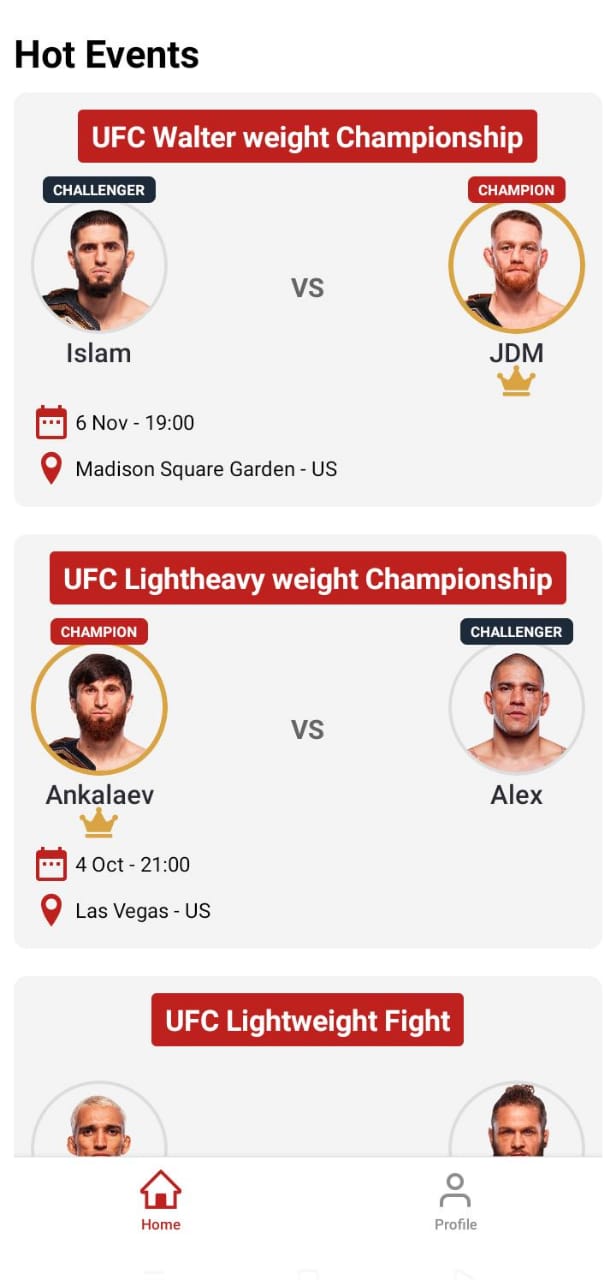 Hot Events
UFC Walter weight Championship
CHALLENGER
CHAMPION
VS
Islam
JDM
6 Nov - 19:00
Madison Square Garden - US
UFC Lightheavy weight Championship
CHAMPION
CHALLENGER
VS
Ankalaev
Alex
4 Oct - 21:00
Las Vegas - US
UFC Lightweight Fight
Home
Profile